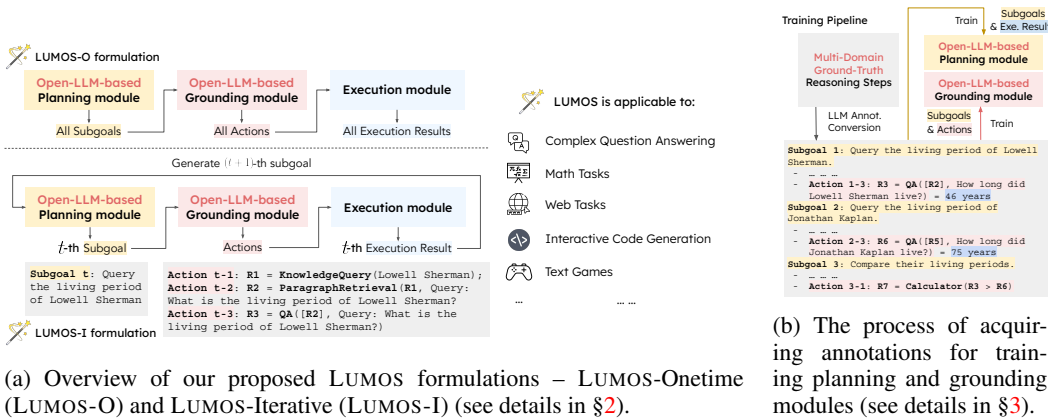 LUMOS-O formulation
Open-LLM-based
Planning module
Open-LLM-based
Grounding module
Execution module
All Subgoals
All Actions
All Execution Results
Generate (t + 1)-th subgoal
Open-LLM-based
Planning module
Open-LLM-based
Grounding module
Execution module
t-th Subgoal
Actions
t-th Execution Result
Subgoal t: Query
the living period
of Lowell Sherman
Action t-1: R1 = KnowledgeQuery(Lowell Sherman);
Action t-2: R2 = ParagraphRetrieval(R1, Query:
What is the living period of Lowell Sherman?
Action t-3: R3 = QA([R2], Query: What is the
living period of Lowell Sherman?)
LUMOS-I formulation
LUMOS is applicable to:
Q
A
Complex Question Answering
Math Tasks
Web Tasks
Interactive Code Generation
Text Games
... ... ...
(a) Overview of our proposed LUMOS formulations – LUMOS-Onetime
(LUMOS-O) and LUMOS-Iterative (LUMOS-I) (see details in §2).
Training Pipeline
Multi-Domain
Ground-Truth
Reasoning Steps
Train
Subgoals
& Exe. Result
Open-LLM-based
Planning module
Open-LLM-based
Grounding module
LLM Annot.
Conversion
Subgoals
& Actions
Train
Subgoal 1: Query the living period of Lowell
Sherman.
- … … …
- Action 1-3: R3 = QA([R2], How long did
Lowell Sherman live?) = 46 years
Subgoal 2: Query the living period of
Jonathan Kaplan.
- … … …
- Action 2-3: R6 = QA([R5], How long did
Jonathan Kaplan live?) = 75 years
Subgoal 3: Compare their living periods.
- … … …
- Action 3-1: R7 = Calculator(R3 > R6)
(b) The process of acquir-
ing annotations for train-
ing planning and grounding
modules (see details in §3).